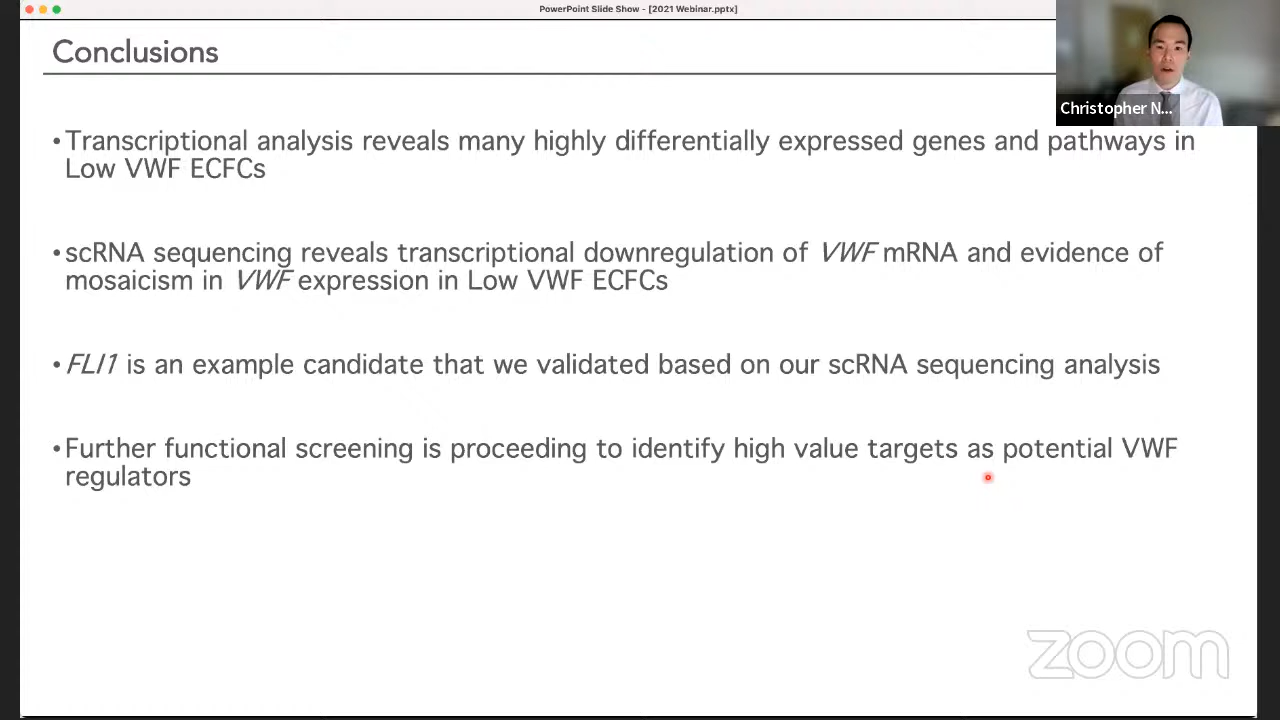 PowerPoint Slide Show - [2021 Webinar.pptx]
Conclusions
Christopher N...
•Transcriptional analysis reveals many highly differentially expressed genes and pathways in
Low VWF ECFCs
•scRNA sequencing reveals transcriptional downregulation of VWF mRNA and evidence of
mosaicism in VWF expression in Low VWF ECFCs
•FLI1 is an example candidate that we validated based on our scRNA sequencing analysis
•Further functional screening is proceeding to identify high value targets as potential VWF
regulators
zoom